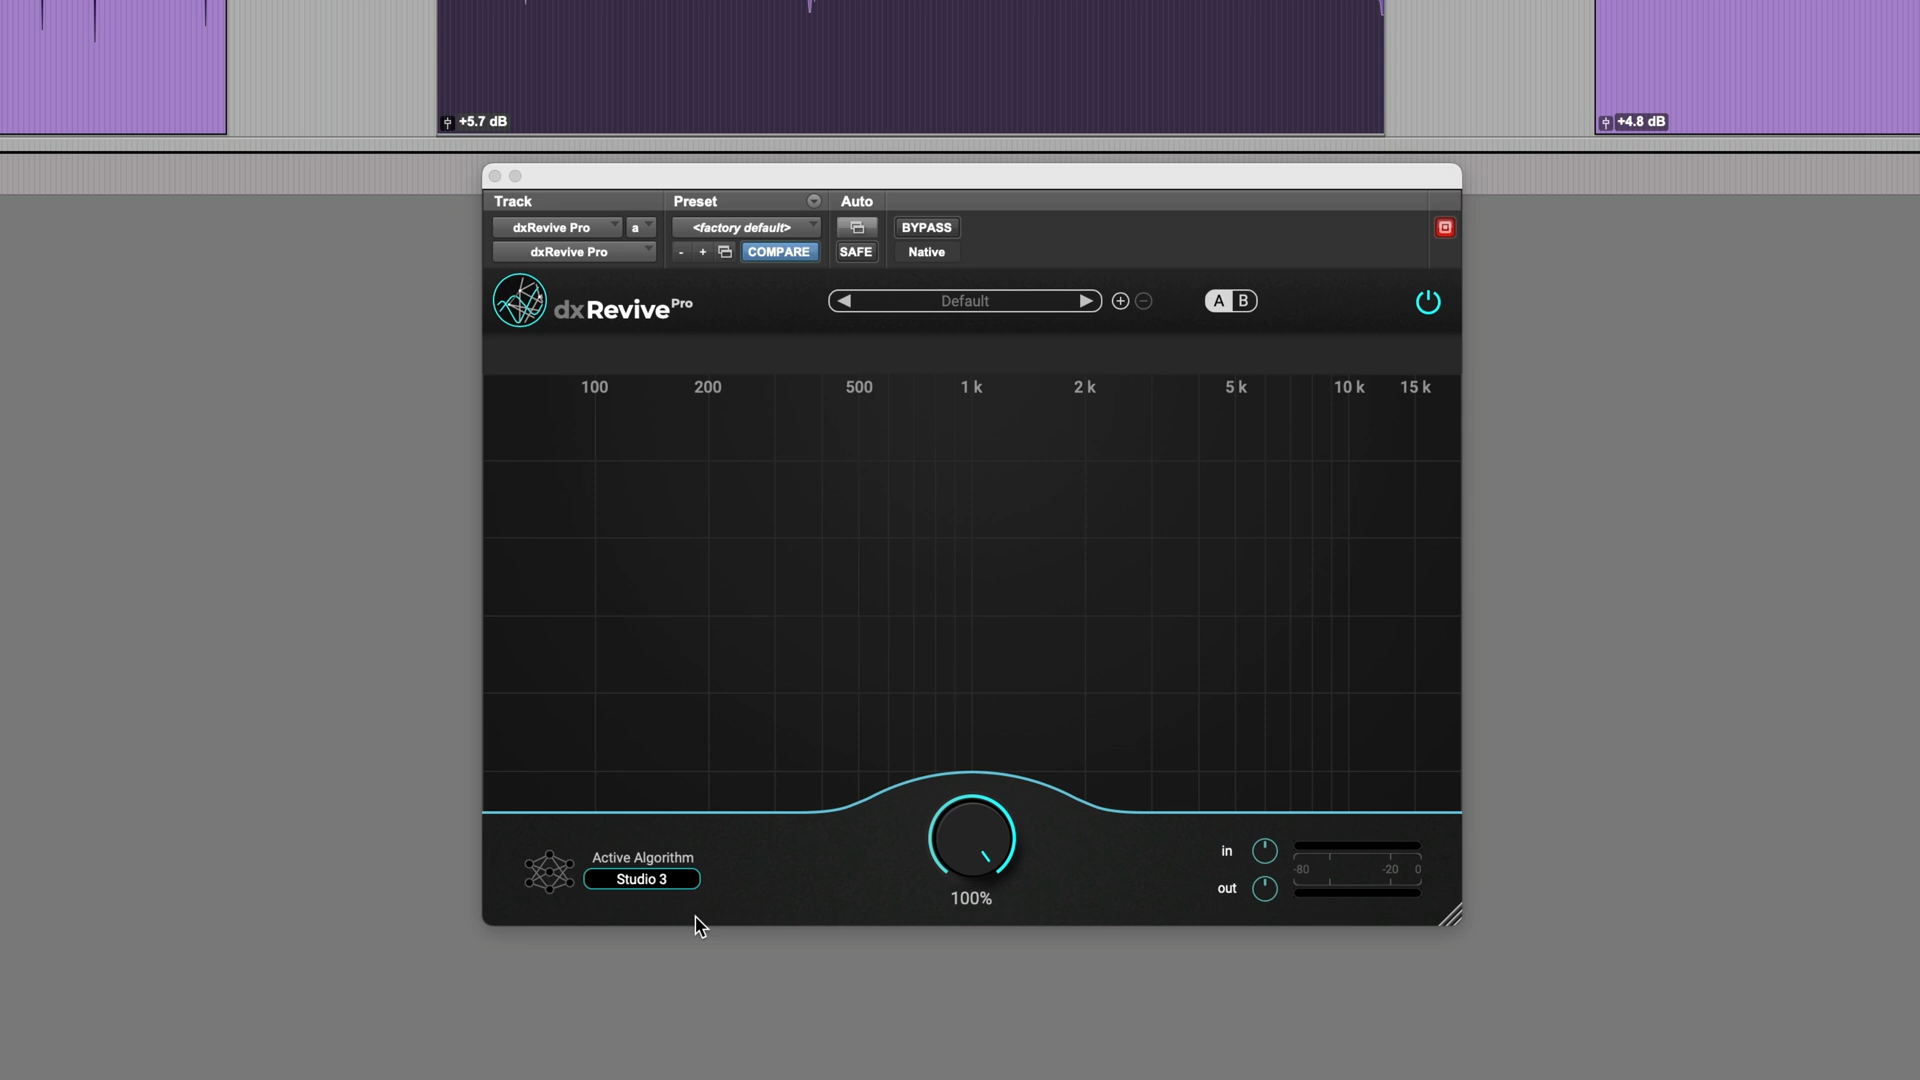 +5.7 dB
+4.8 dB
Track
Preset
Auto
dxRevive Pro
a
<factory default>
BYPASS
dxRevive Pro
- +
COMPARE
SAFE
Native
dxRevive Pro
Default
A B
100 200 500 1 k 2 k 5 k 10 k 15 k
Active Algorithm
Studio 3
100%
in
-80 -20 0
out